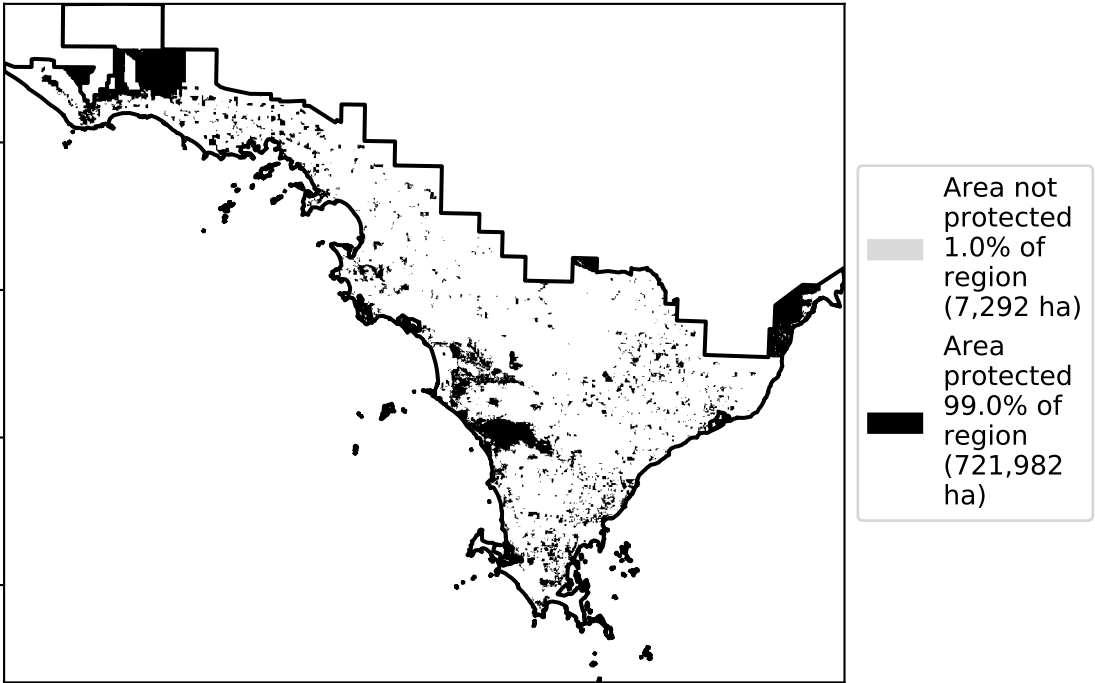 Area not
protected
1.0% of
region
(7,292 ha)
Area
protected
99.0% of
region
(721,982
ha)